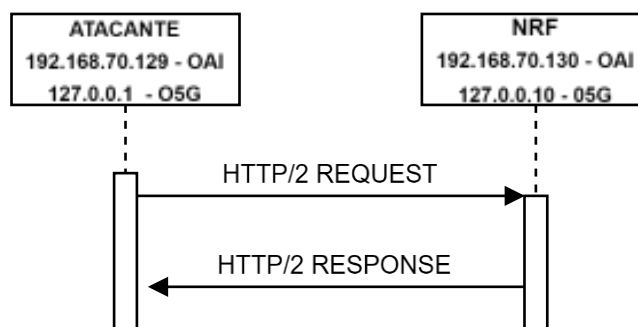 ATACANTE
192.168.70.129 - OAI
127.0.0.1 - O5G
NRF
192.168.70.130 - OAI
127.0.0.10 - 05G
HTTP/2 REQUEST
HTTP/2 RESPONSE